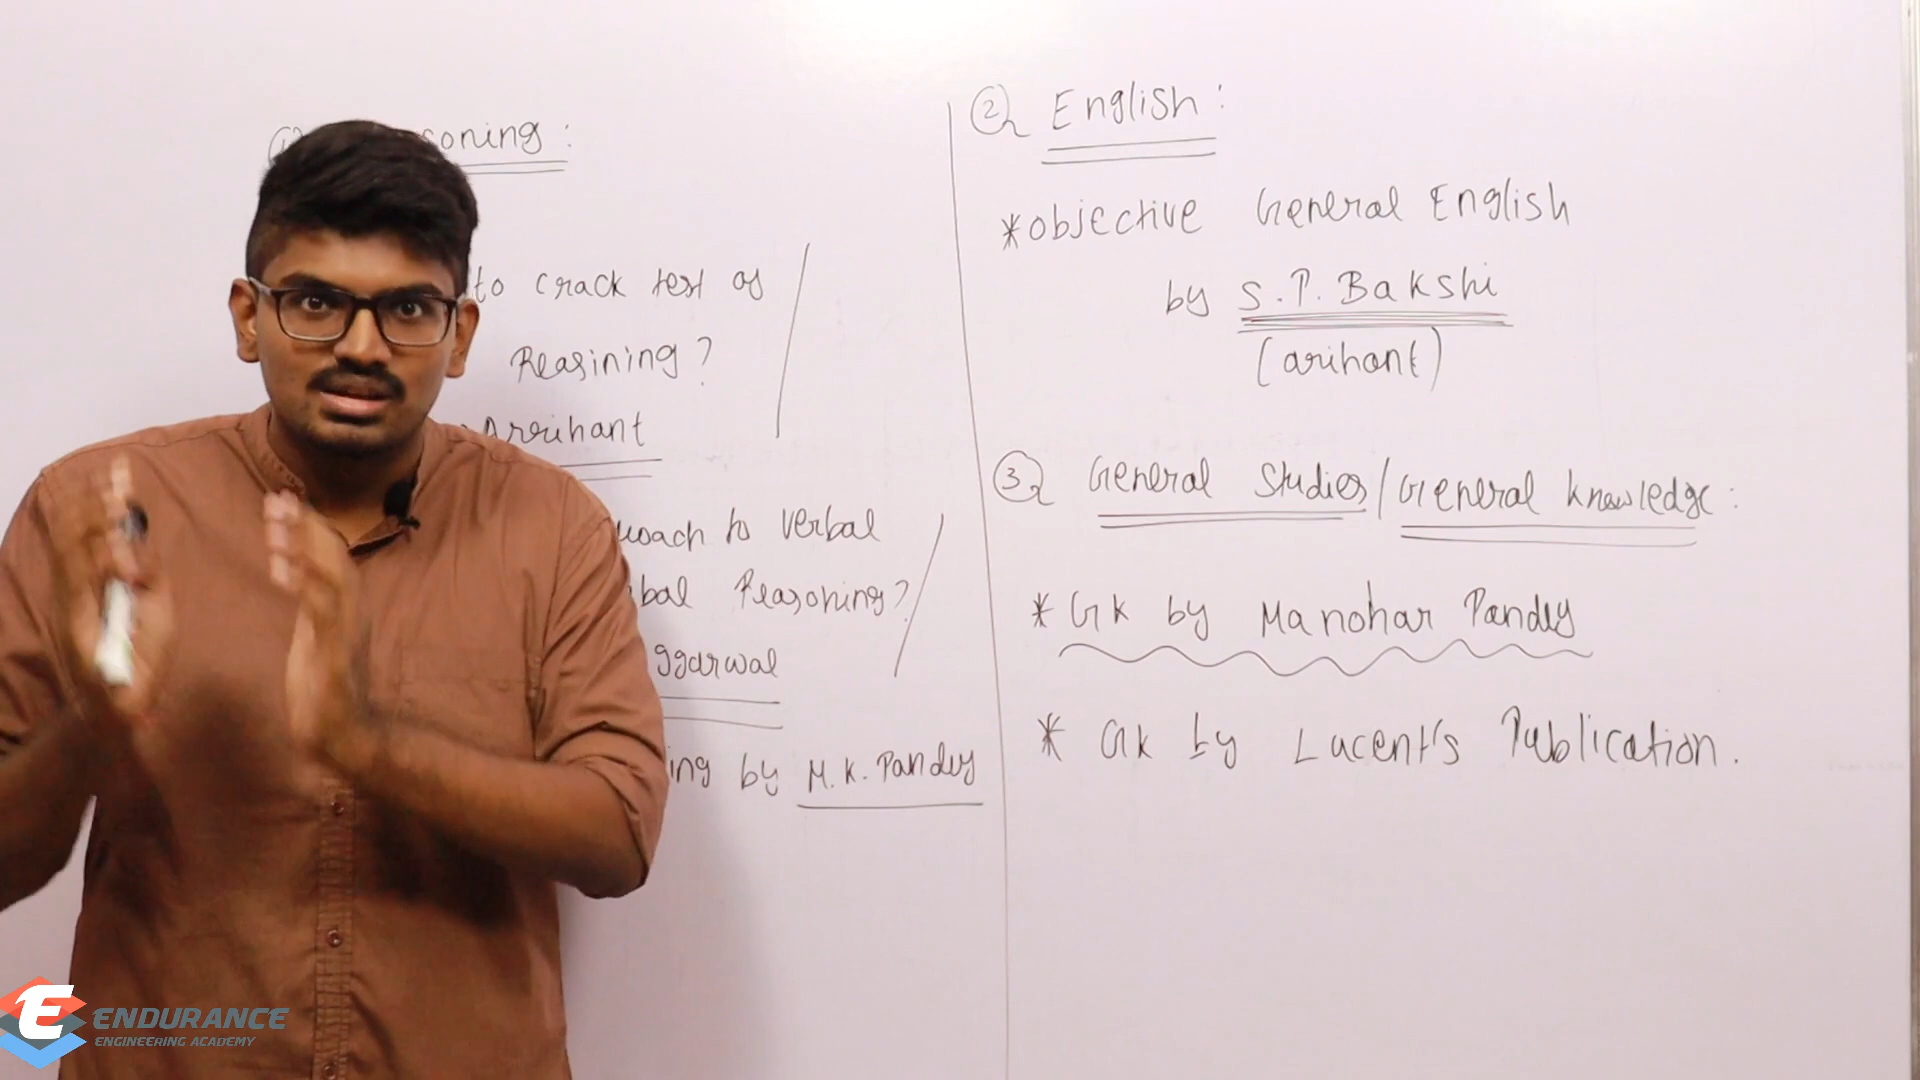 oning :
to crack test of
Reasining ?
Arrihant
roach to verbal
bal Reasoning ?
ggarwal
ing by M.K. Pandey
2 English :
* objective General English
by S.P. Bakshi
(arihant)
3 General Studies / General knowledge :
* GK by Manohar Pandey
* GK by Lucent's Publication.
E ENDURANCE
ENGINEERING ACADEMY